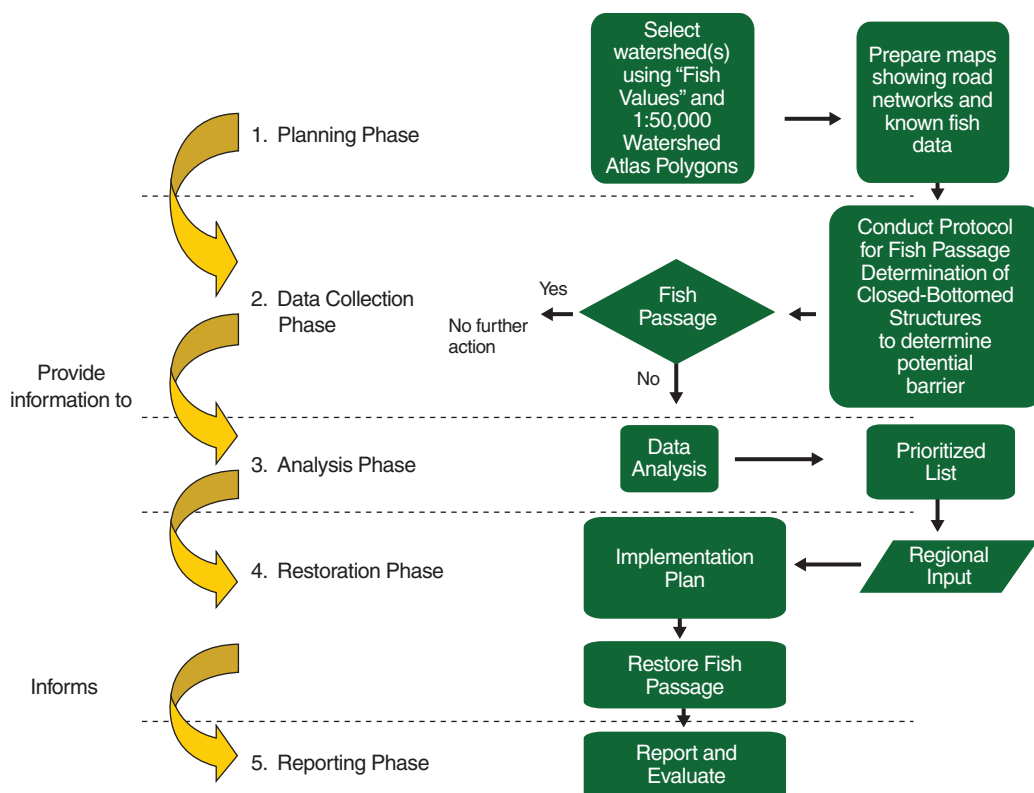 Select
watershed(s)
using “Fish
Values” and
1:50,000
Watershed
Atlas Polygons
Prepare maps
showing road
networks and
known fish
data
1. Planning Phase
Conduct Protocol
for Fish Passage
Determination of
Closed-Bottomed
Structures
to determine
potential
barrier
2. Data Collection
Phase
Yes
Fish
Passage
No further
action
No
Provide
information to
3. Analysis Phase
Data
Analysis
Prioritized
List
4. Restoration Phase
Implementation
Plan
Regional
Input
Restore Fish
Passage
Informs
5. Reporting Phase
Report and
Evaluate